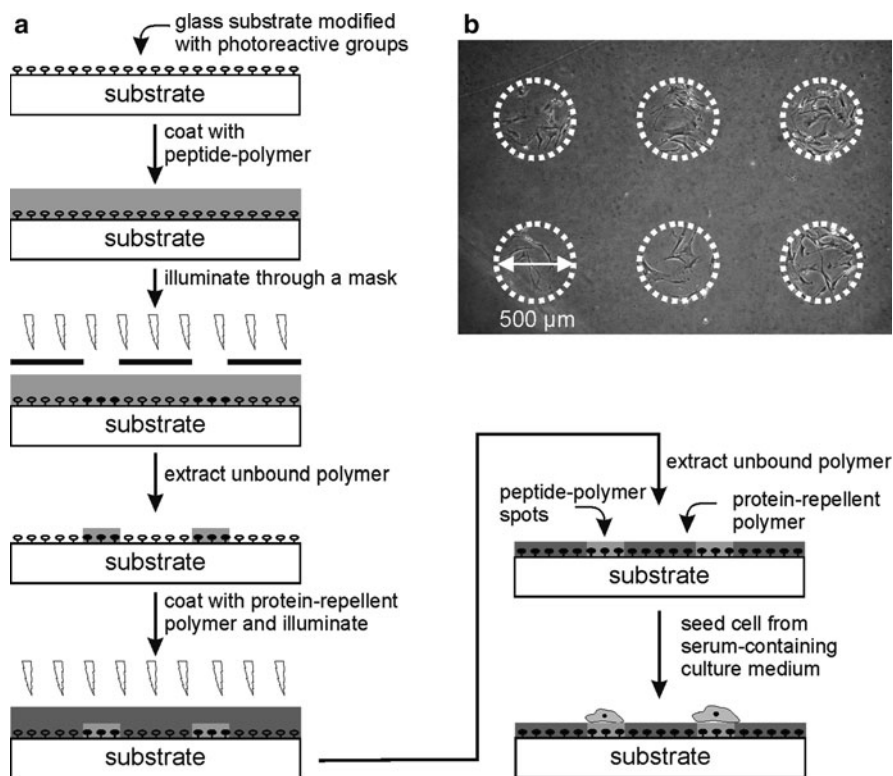 a
glass substrate modified
with photoreactive groups
substrate
coat with
peptide-polymer
substrate
illuminate through a mask
substrate
extract unbound polymer
substrate
coat with protein-repellent
polymer and illuminate
substrate
b
500 µm
extract unbound polymer
peptide-polymer
spots
protein-repellent
polymer
substrate
seed cell from
serum-containing
culture medium
substrate